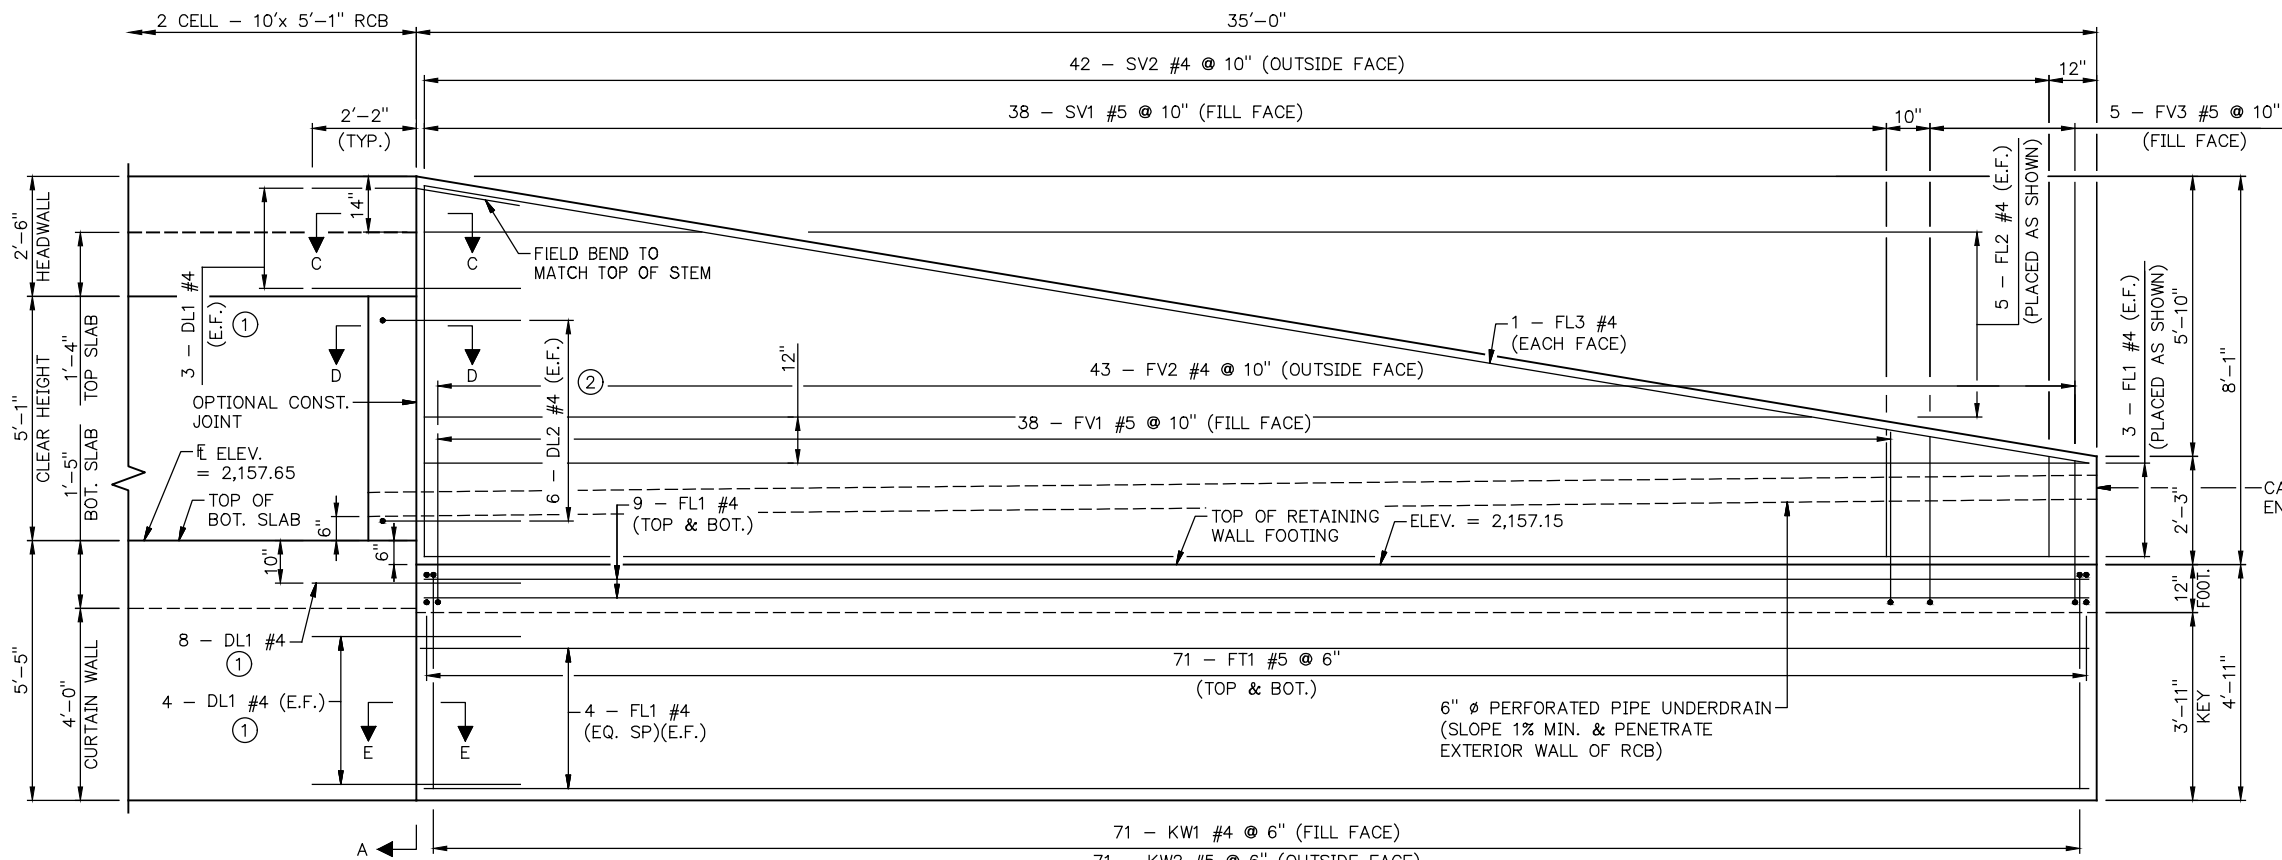 2 CELL – 10'x 5'–1" RCB
35'–0"
42 – SV2 #4 @ 10" (OUTSIDE FACE)
12"
2'–2"
(TYP.)
38 – SV1 #5 @ 10" (FILL FACE)
10"
5 – FV3 #5 @ 10"
(FILL FACE)
2'–6"
HEADWALL
14"
C
C
3 – DL1 #4
(E.F.)
1
FIELD BEND TO
MATCH TOP OF STEM
5 – FL2 #4 (E.F.)
(PLACED AS SHOWN)
3 – FL1 #4 (E.F.)
(PLACED AS SHOWN)
5'–10"
8'–1"
5'–1"
CLEAR HEIGHT
1'–4"
TOP SLAB
D
D
6 – DL2 #4 (E.F.)
2
12"
1 – FL3 #4
(EACH FACE)
43 – FV2 #4 @ 10" (OUTSIDE FACE)
38 – FV1 #5 @ 10" (FILL FACE)
OPTIONAL CONST.
JOINT
1'–5"
BOT. SLAB
ELEV.
= 2,157.65
TOP OF
BOT. SLAB
6"
6"
10"
9 – FL1 #4
(TOP & BOT.)
TOP OF RETAINING
WALL FOOTING
ELEV. = 2,157.15
2'–3"
CA
EN
12"
FOOT.
8 – DL1 #4
1
5'–5"
4'–0"
CURTAIN WALL
4 – DL1 #4 (E.F.)
1
E
E
71 – FT1 #5 @ 6"
(TOP & BOT.)
4 – FL1 #4
(EQ. SP)(E.F.)
6" ø PERFORATED PIPE UNDERDRAIN
(SLOPE 1% MIN. & PENETRATE
EXTERIOR WALL OF RCB)
3'–11"
KEY
4'–11"
A
71 – KW1 #4 @ 6" (FILL FACE)
71 – KW2 #5 @ 6" (OUTSIDE FACE)